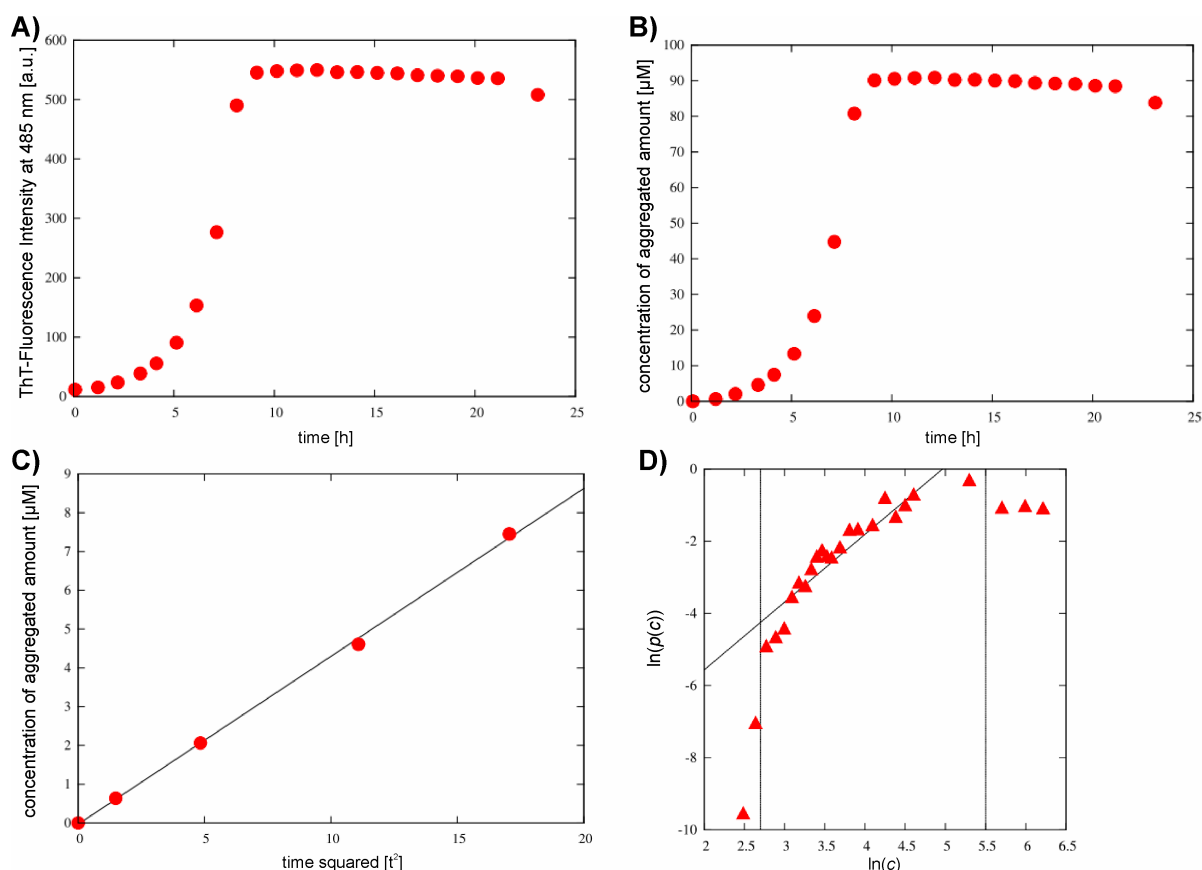 A)
ThT-Fluorescence Intensity at 485 nm [a.u.]
600
500
400
300
200
100
0
0 5 10 15 20 25
time [h]
B)
concentration of aggregated amount [µM]
100
90
80
70
60
50
40
30
20
10
0
0 5 10 15 20 25
time [h]
C)
concentration of aggregated amount [µM]
9
8
7
6
5
4
3
2
1
0
0 5 10 15 20
time squared [t²]
D)
ln(p(c))
0
-2
-4
-6
-8
-10
2 2.5 3 3.5 4 4.5 5 5.5 6 6.5
ln(c)